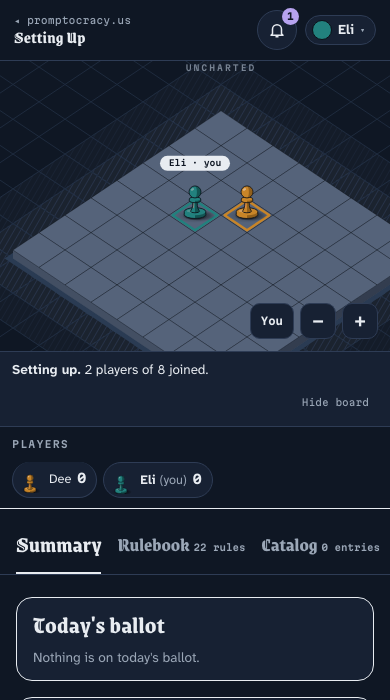 ◂ promptocracy.us
Setting Up
1
Eli ▾
UNCHARTED
Eli · you
You − +
Setting up. 2 players of 8 joined.
Hide board
PLAYERS
Dee 0 Eli (you) 0
Summary Rulebook 22 rules Catalog 0 entries
Today's ballot
Nothing is on today's ballot.